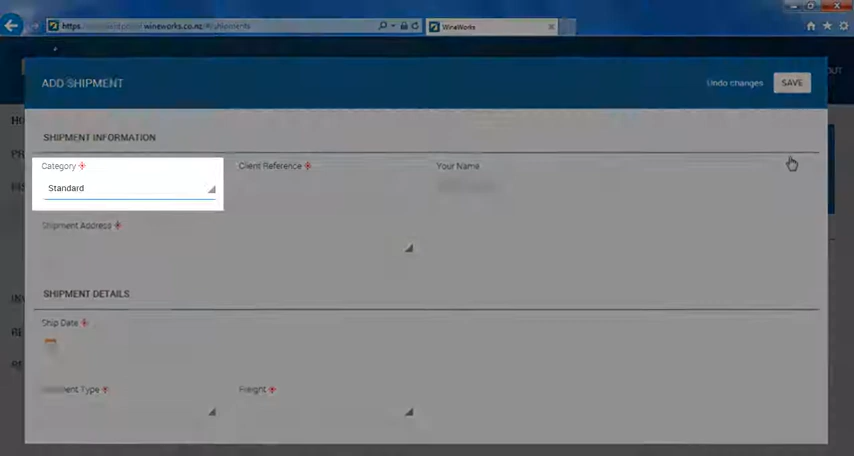 wineworks.co.nz
WineWorks
ADD SHIPMENT
Undo changes
SAVE
SHIPMENT INFORMATION
Category *
Client Reference *
Your Name
Standard
Shipment Address *
SHIPMENT DETAILS
Ship Date *
Type *
Freight *